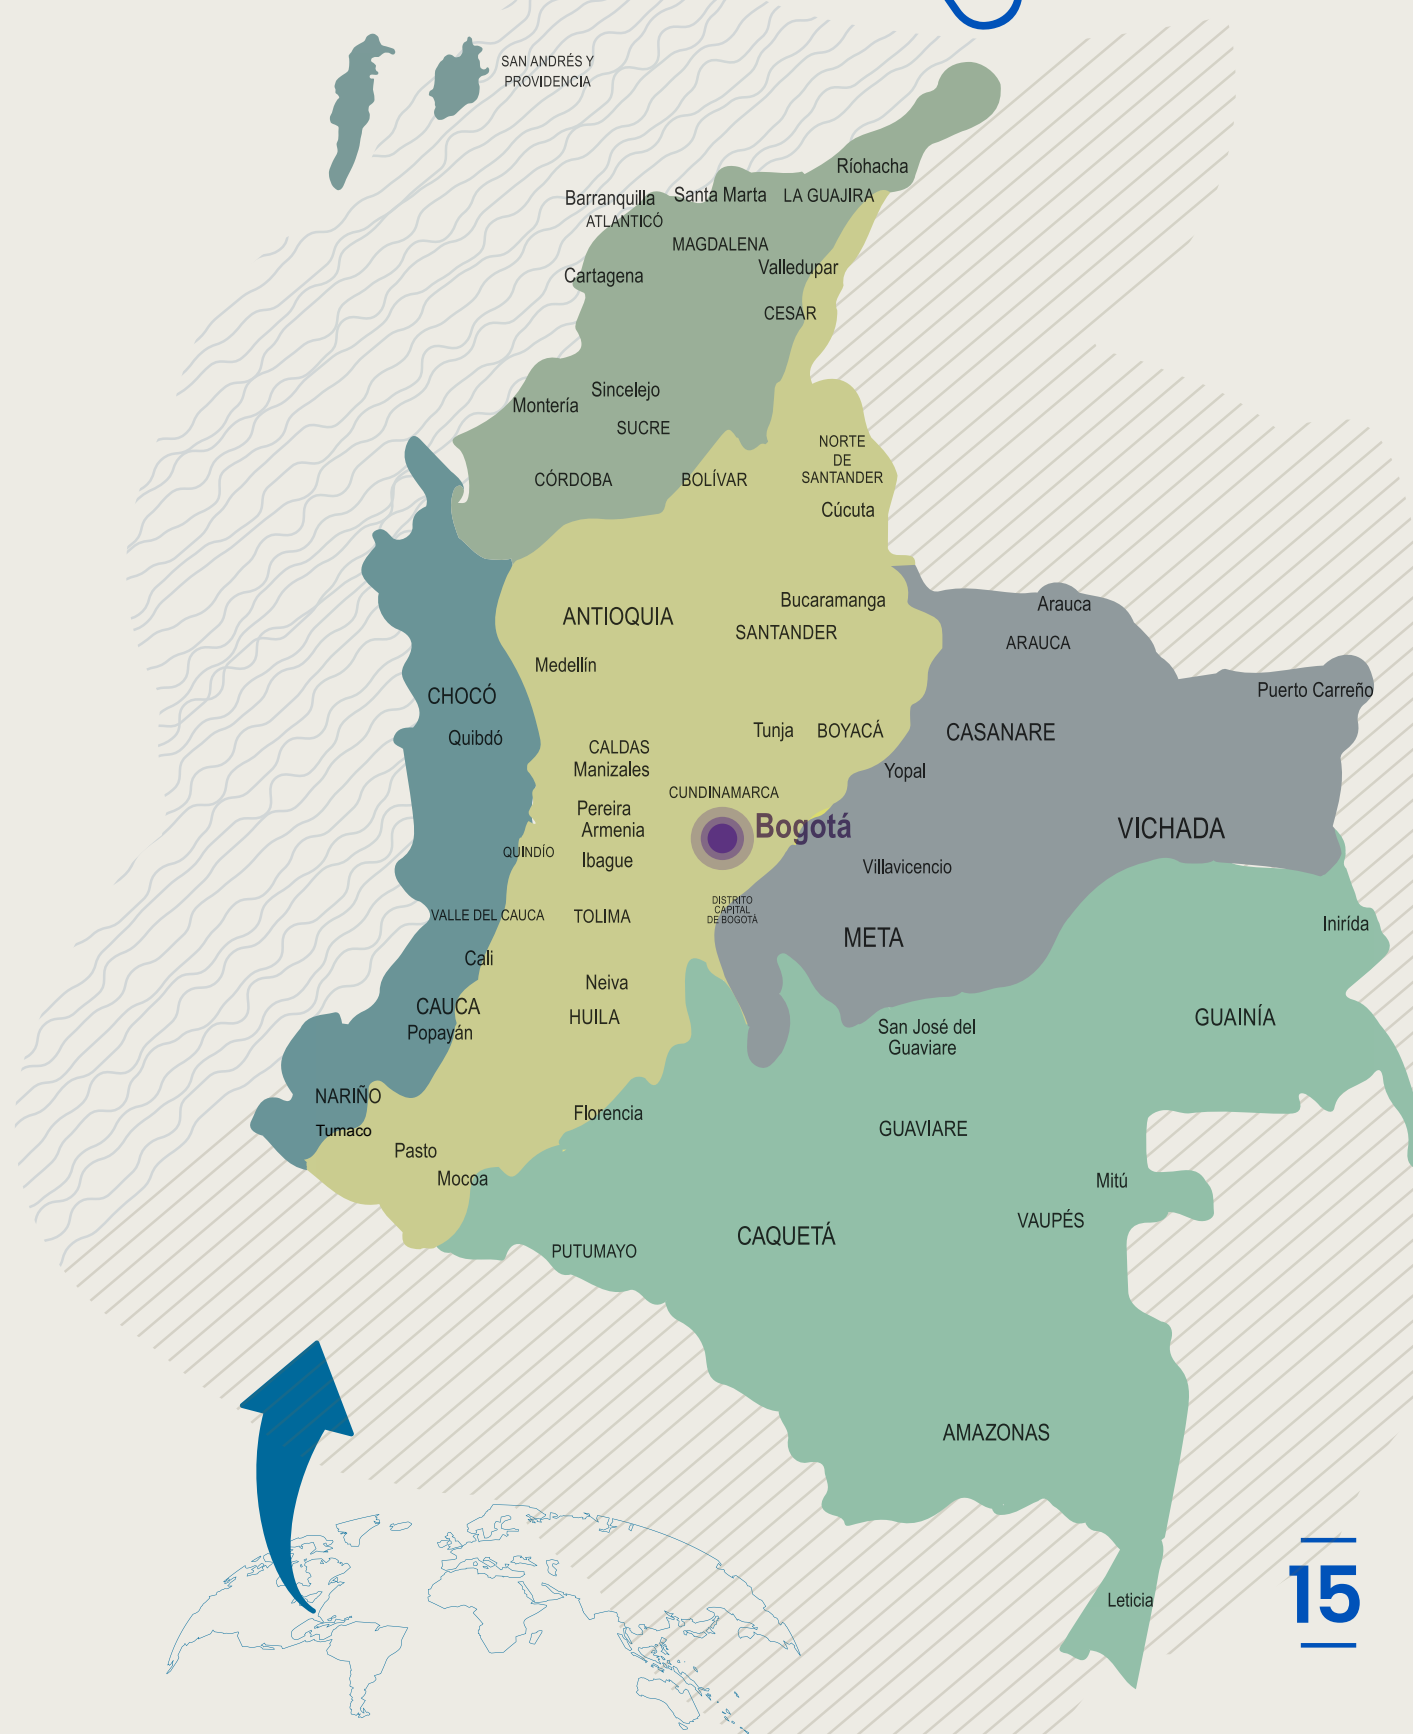 SAN ANDRÉS Y
PROVIDENCIA
Ríohacha
Barranquilla
Santa Marta
LA GUAJIRA
ATLANTICÓ
MAGDALENA
Valledupar
Cartagena
CESAR
Sincelejo
Montería
SUCRE
NORTE
DE
SANTANDER
CÓRDOBA
BOLÍVAR
Cúcuta
Bucaramanga
Arauca
ANTIOQUIA
SANTANDER
ARAUCA
Medellín
Puerto Carreño
CHOCÓ
Quibdó
Tunja
BOYACÁ
CASANARE
CALDAS
Manizales
Yopal
CUNDINAMARCA
Pereira
Armenia
Bogotá
VICHADA
QUINDÍO
Ibague
Villavicencio
DISTRITO
CAPITAL
DE BOGOTÀ
VALLE DEL CAUCA
TOLIMA
Inirída
META
Cali
Neiva
CAUCA
HUILA
GUAINÍA
Popayán
San José del
Guaviare
NARIÑO
Florencia
Tumaco
GUAVIARE
Pasto
Mocoa
Mitú
VAUPÉS
CAQUETÁ
PUTUMAYO
AMAZONAS
Leticia
15